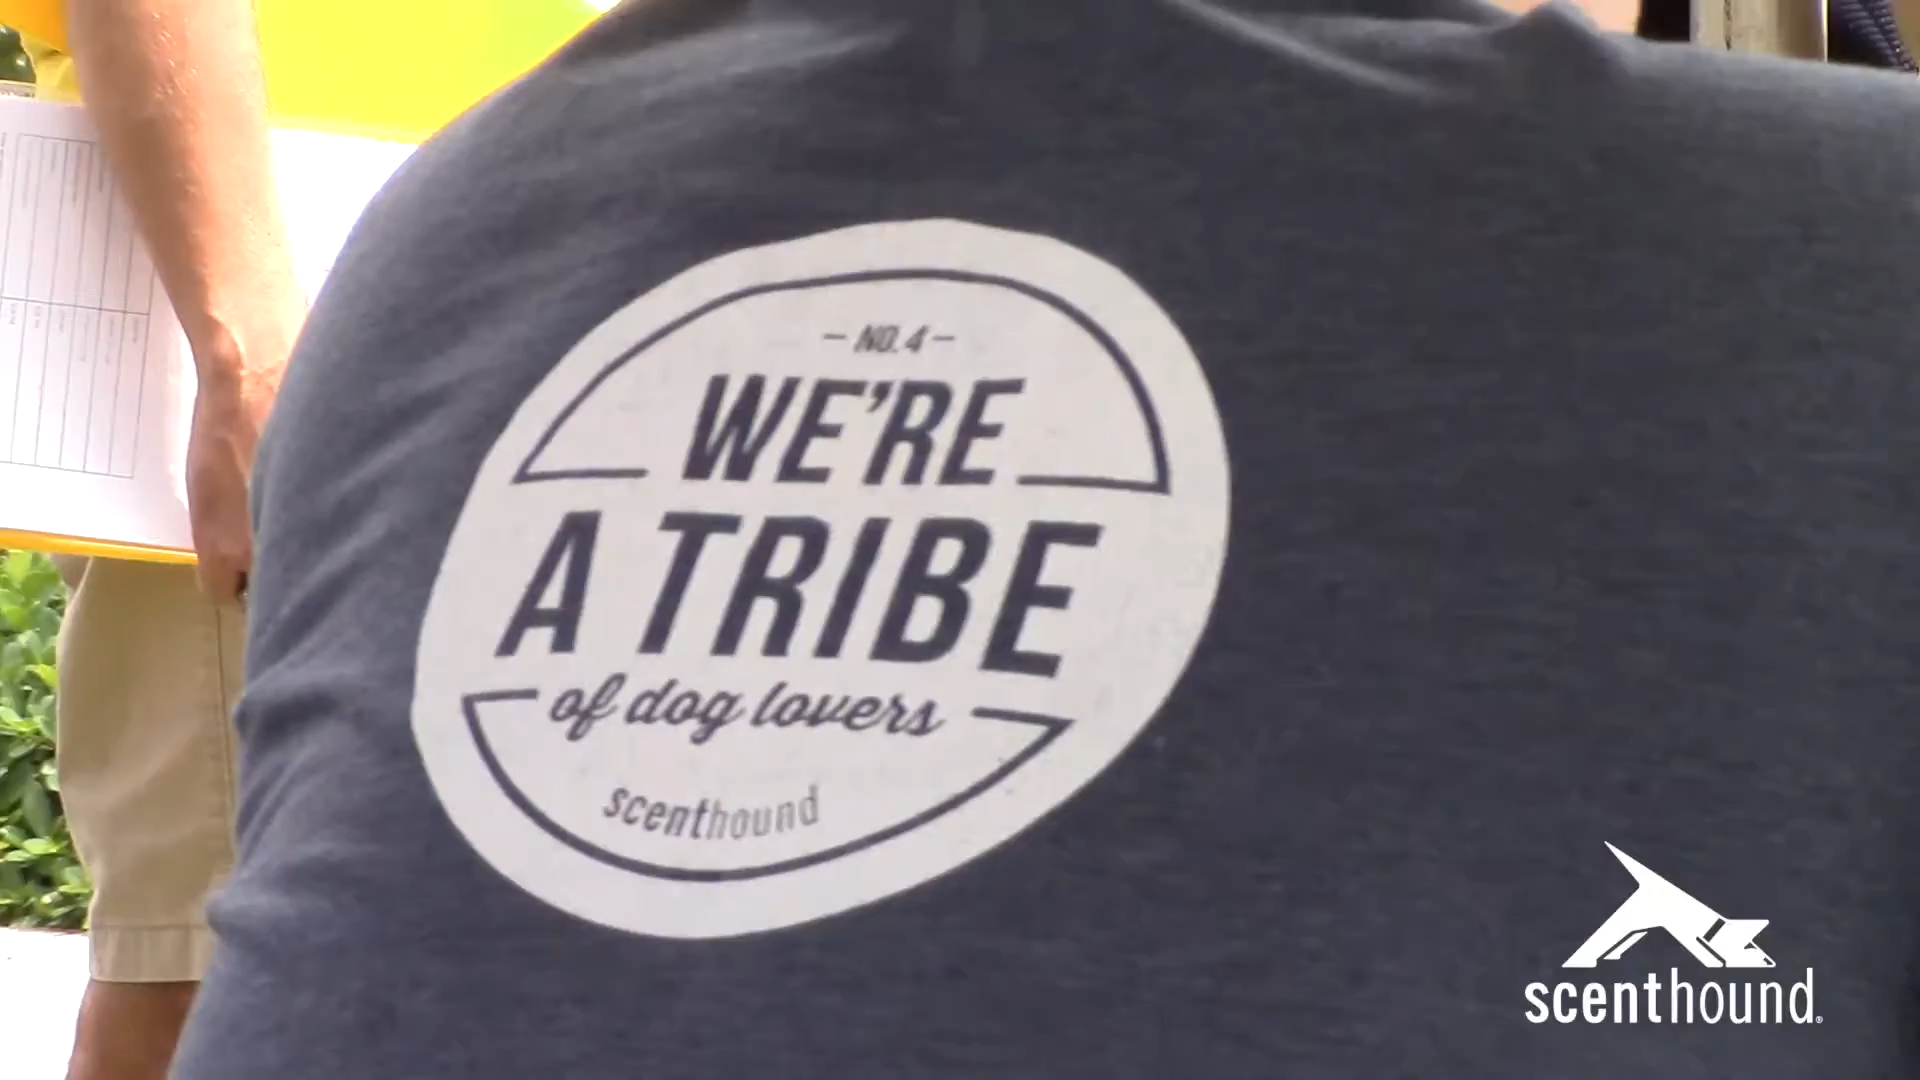 – NO. 4 –
WE'RE
A TRIBE
of dog lovers
scenthound
scenthound®